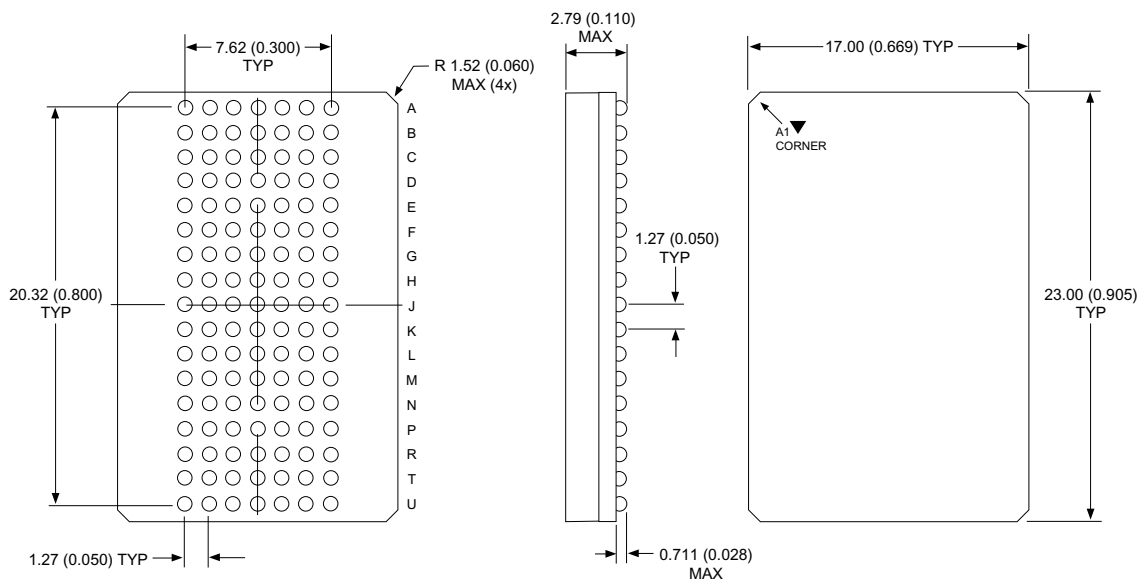 7.62 (0.300)
TYP
R 1.52 (0.060)
MAX (4x)
A
B
C
D
E
F
G
H
J
K
L
M
N
P
R
T
U
20.32 (0.800)
TYP
1.27 (0.050) TYP
2.79 (0.110)
MAX
1.27 (0.050)
TYP
0.711 (0.028)
MAX
17.00 (0.669) TYP
A1
CORNER
23.00 (0.905)
TYP